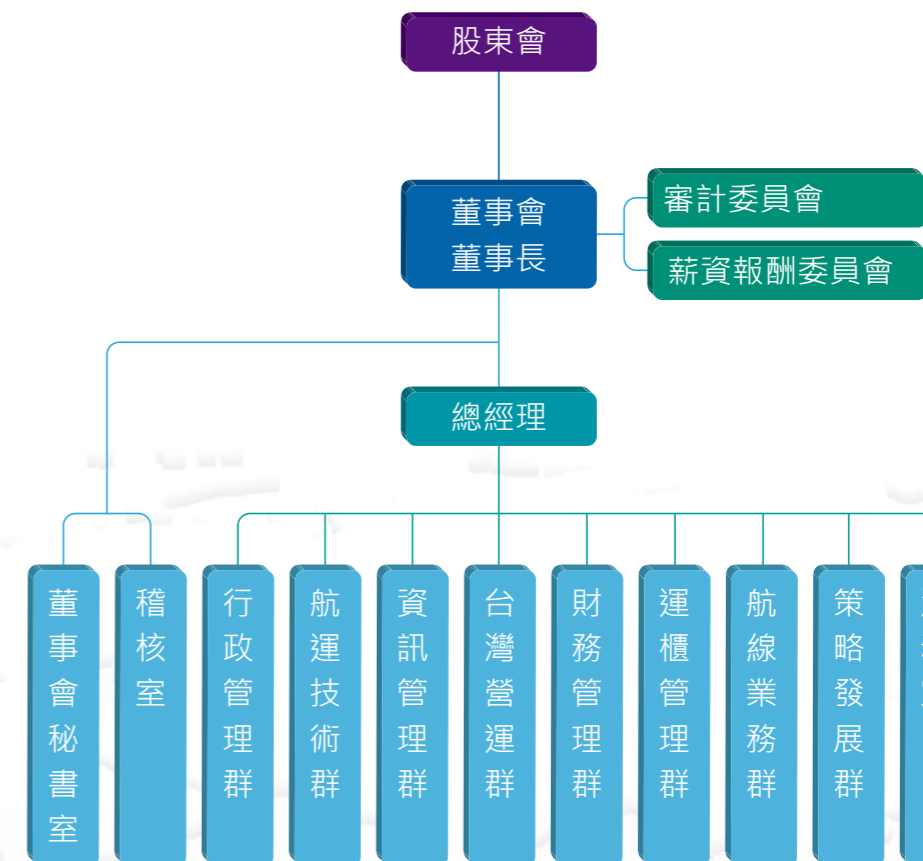 股東會
董事會
董事長
審計委員會
薪資報酬委員會
總經理
董事會秘書室
稽核室
行政管理群
航運技術群
資訊管理群
台灣營運群
財務管理群
運櫃管理群
航線業務群
策略發展群